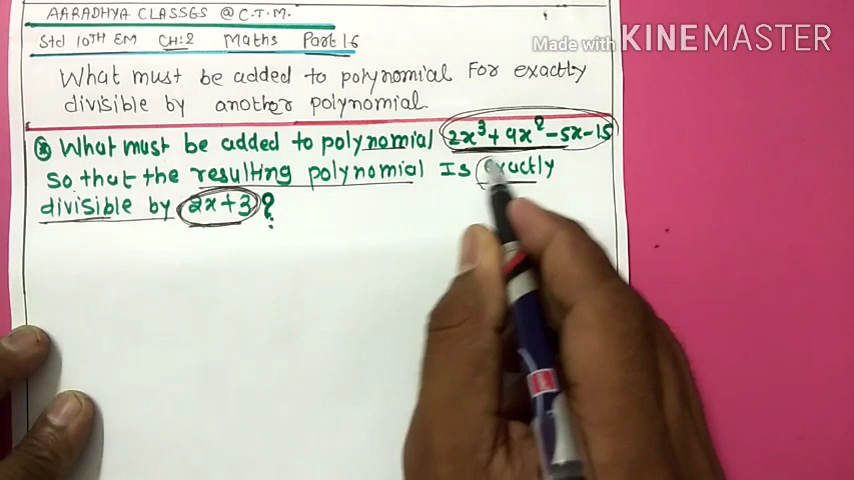 AARADHYA CLASSES @ C.T.M.
Made with KINEMASTER
Std 10TH EM CH:2 Maths Part 16
What must be added to polynomial For exactly
divisible by another polynomial
What must be added to polynomial 2x³+9x²-5x-15
so that the resulting polynomial Is exactly
divisible by 2x+3?